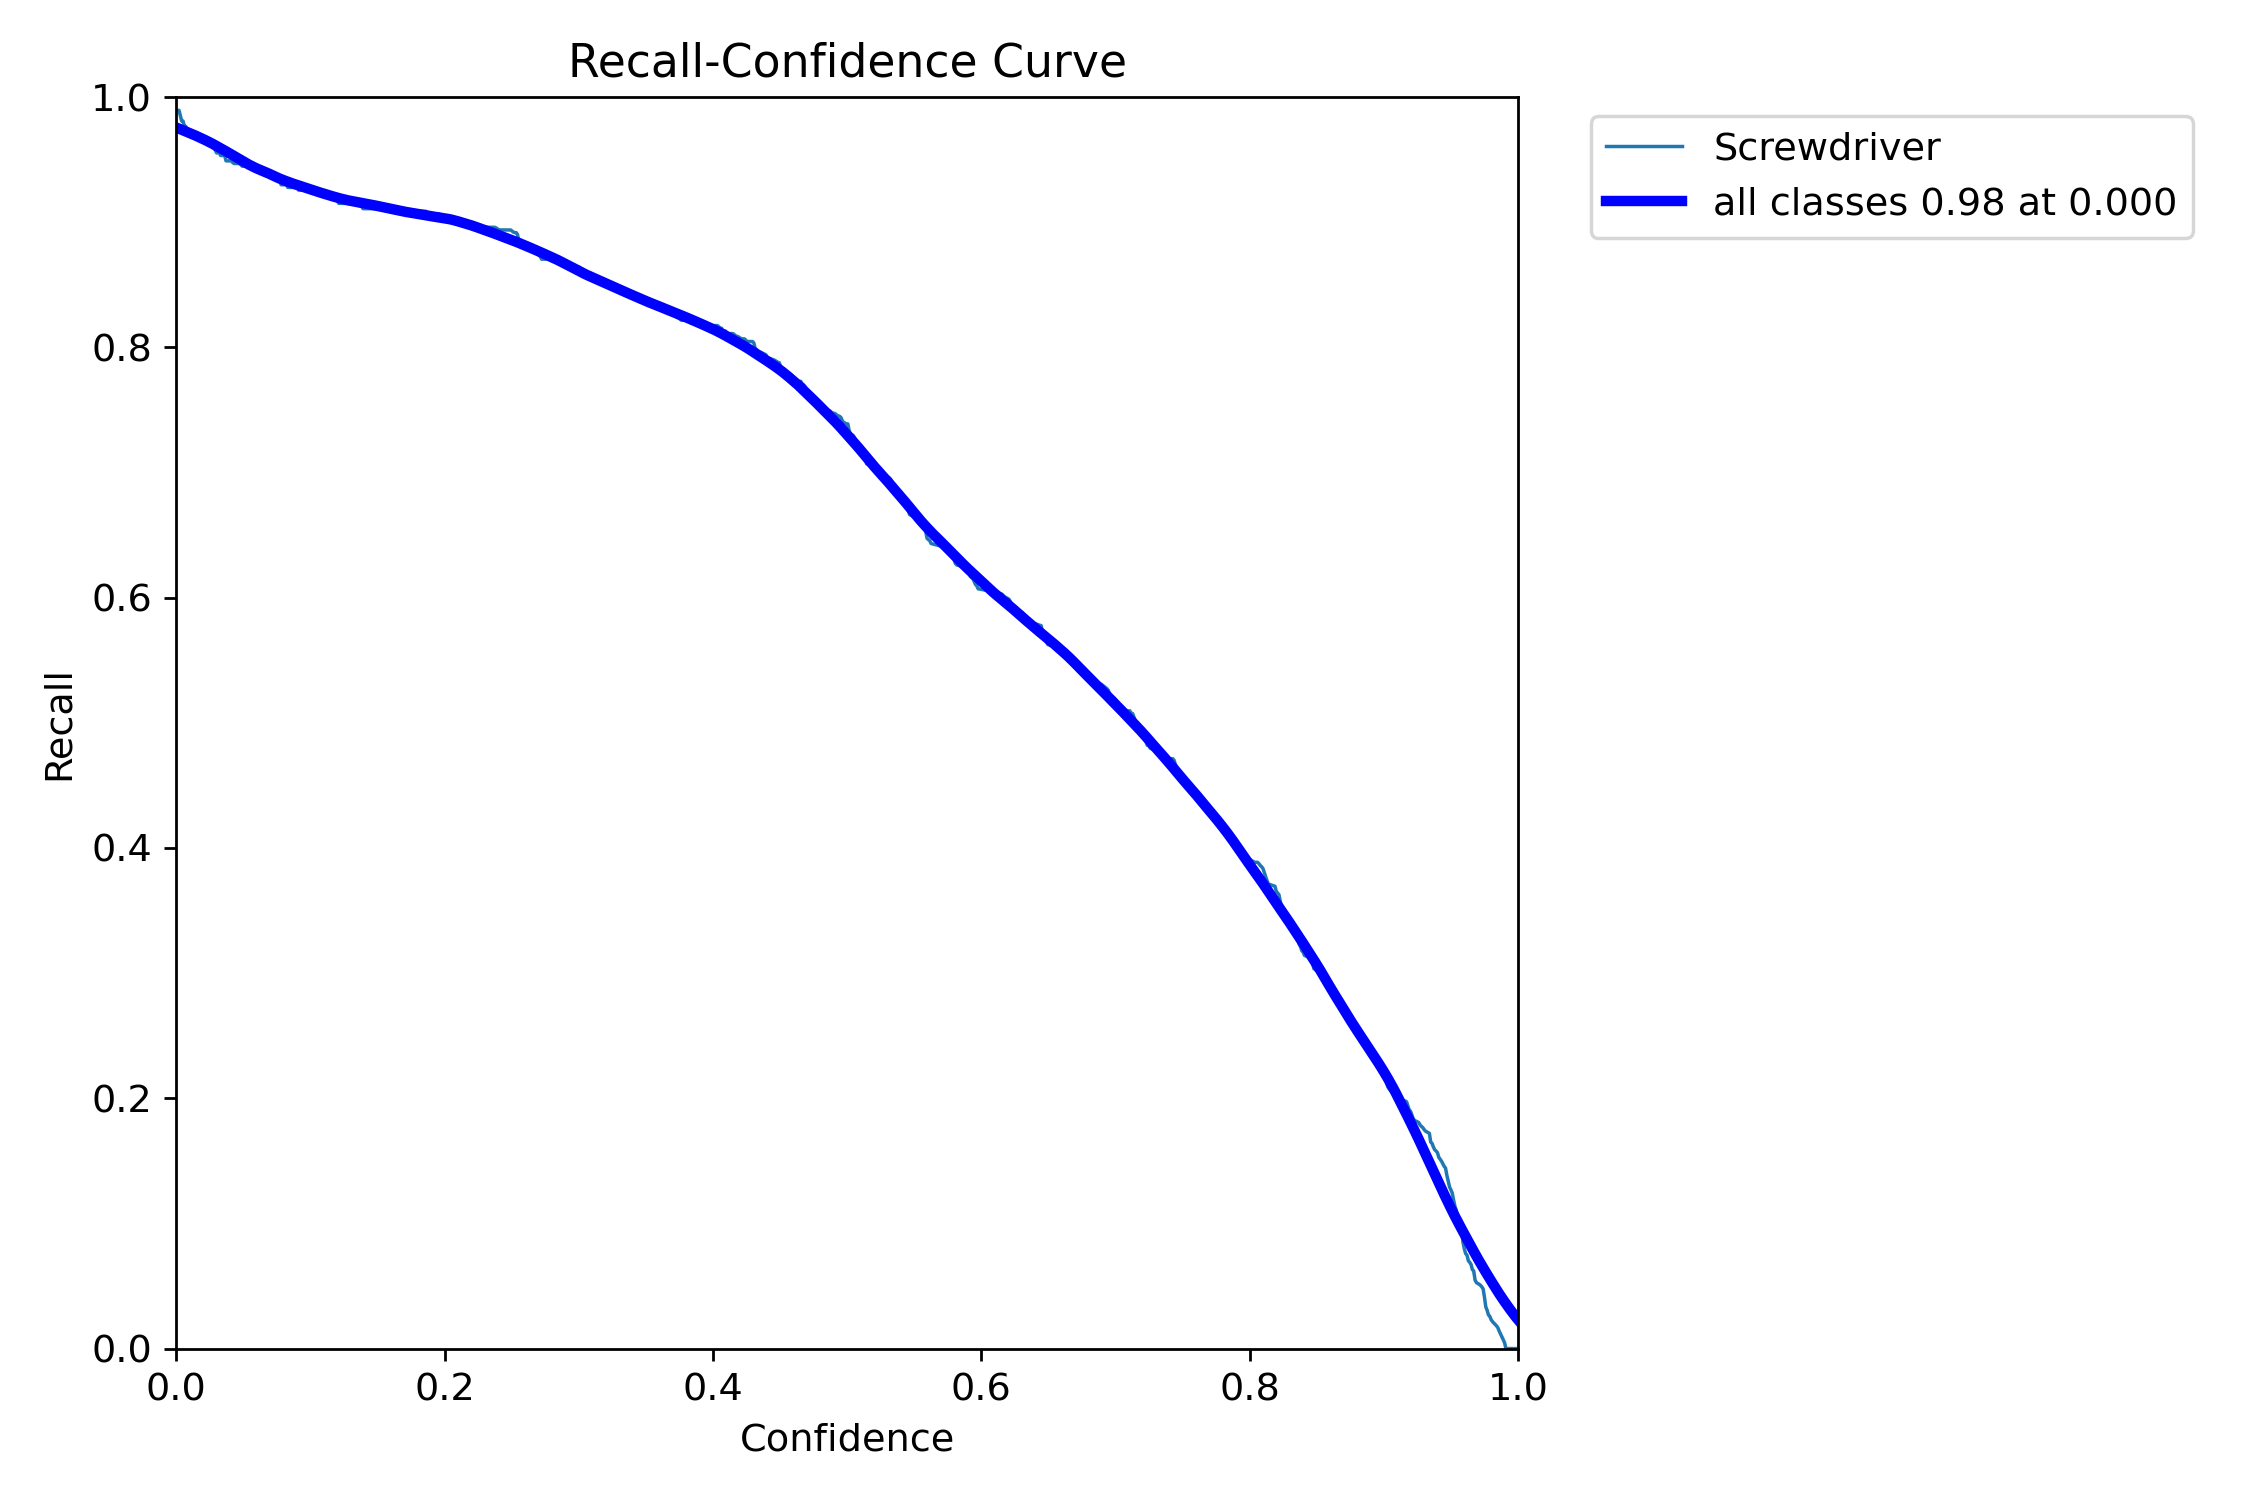 Recall-Confidence Curve
1.0
0.8
0.6
0.4
0.2
0.0
Recall
0.0 0.2 0.4 0.6 0.8 1.0
Confidence
Screwdriver
all classes 0.98 at 0.000